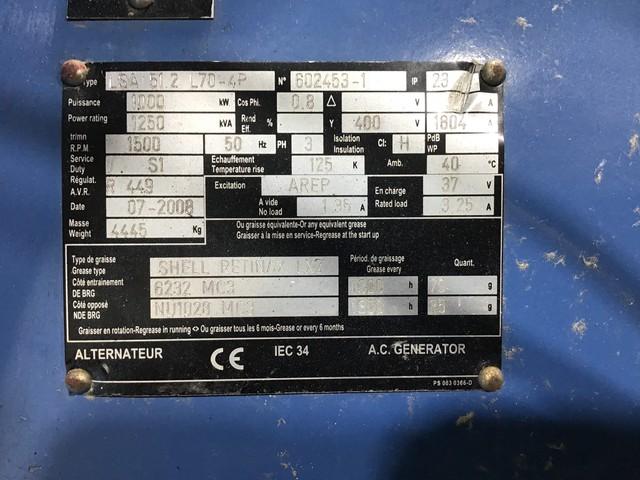 Type LSA 51.2 L70-4P N° 602453-1 IP 23
Puissance 1000 kW Cos Phi. 0.8 Δ V A
Power rating 1250 kVA Rend Eff. % Y 400 V 1804 A
tr/mn R.P.M 1500 50 Hz PH 3 Isolation Insulation Cl: H PdB WP
Service Duty S1 Echauffement Temperature rise 125 K Amb. 40 °C
Régulat. A.V.R. R 449 Excitation AREP En charge Rated load 37 V
Date 07-2008 A vide No load 1.35 A 3.25 A
Masse Weight 4445 Kg Ou graisse équivalente-Or any equivalent grease
Graisser à la mise en service-Regrease at the start up
Type de graisse Grease type SHELL RETINAX Périod. de graissage Grease every Quant.
Côté entrainement DE BRG 6232 MC3 h g
Côté opposé NDE BRG NU1028 MC3 h g
Graisser en rotation-Regrease in running <> Ou graisser tous les 6 mois-Grease or every 6 months
ALTERNATEUR CE IEC 34 A.C. GENERATOR
PS 083 0366-D